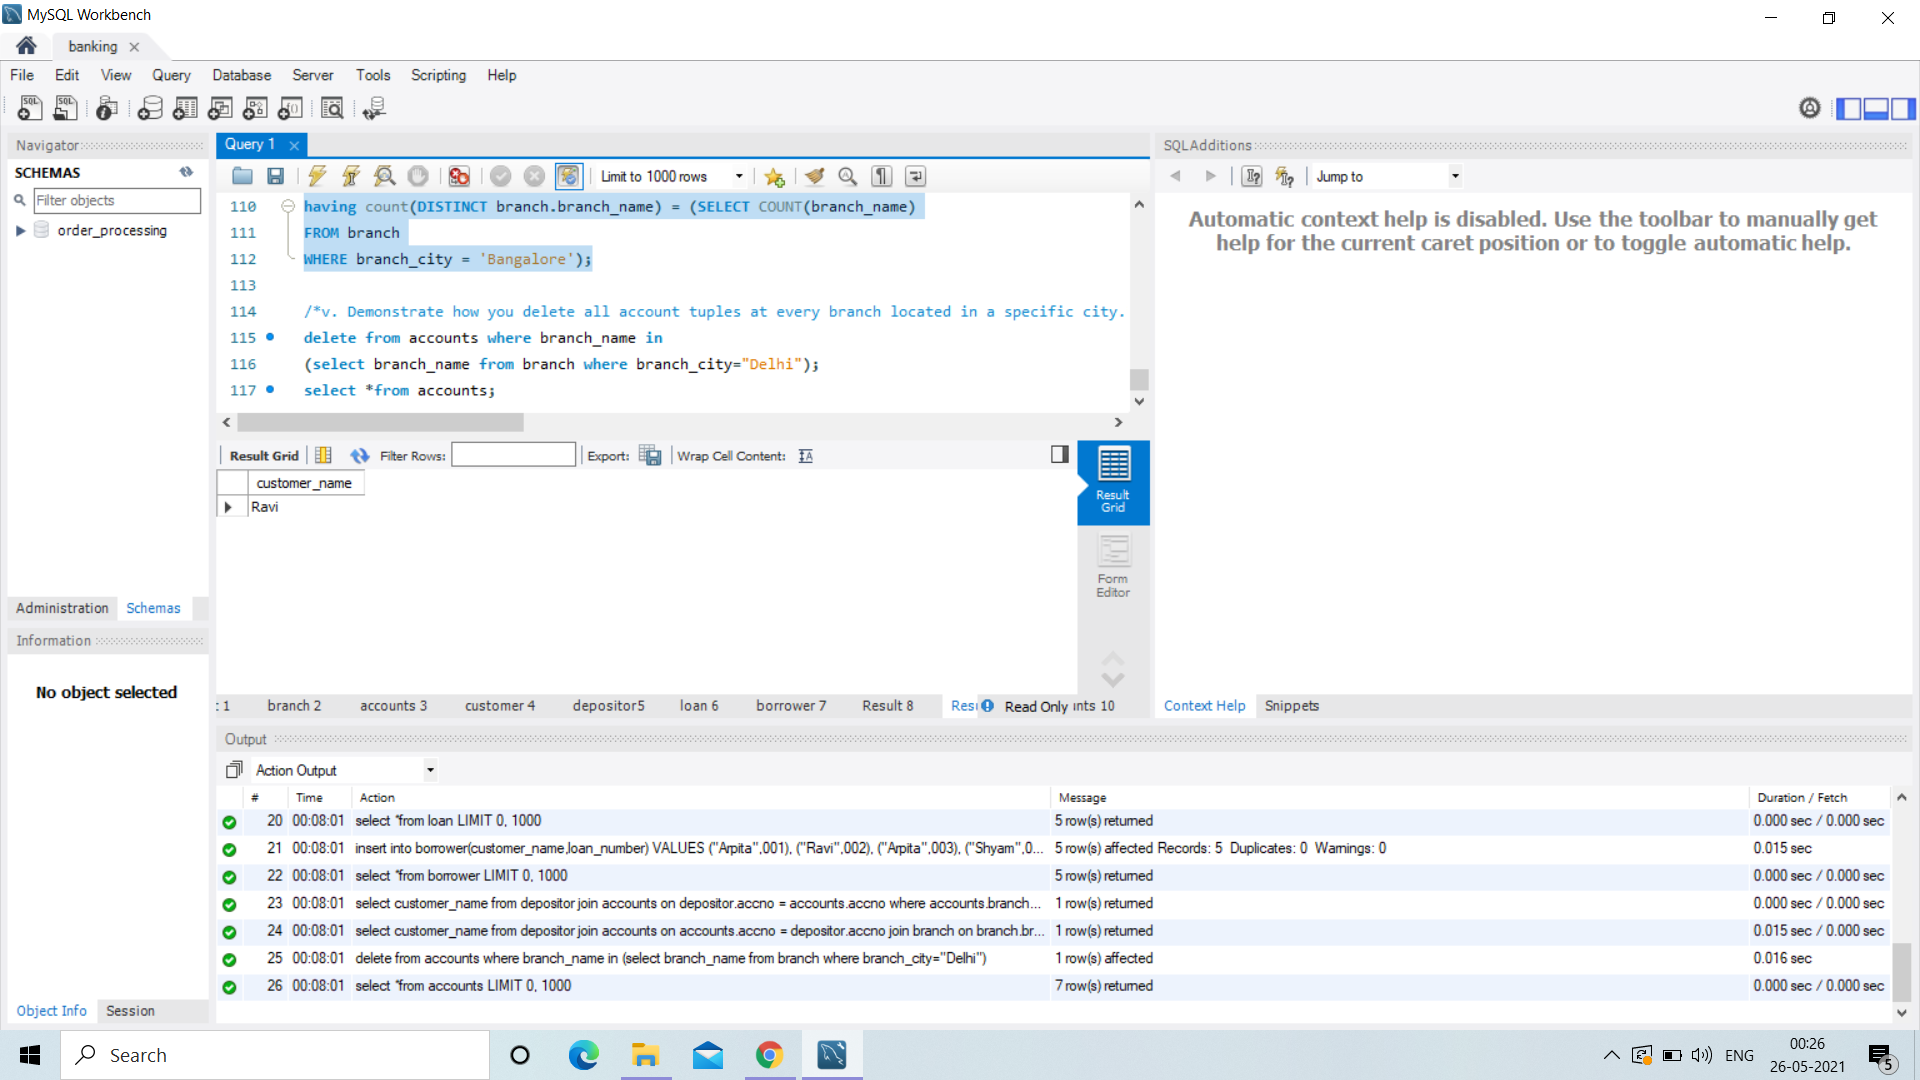 MySQL Workbench
banking
File Edit View Query Database Server Tools Scripting Help
Navigator
SCHEMAS
Filter objects
order_processing
Administration Schemas
Information
No object selected
Object Info Session
Query 1
Limit to 1000 rows
110 having count(DISTINCT branch.branch_name) = (SELECT COUNT(branch_name)
111 FROM branch
112 WHERE branch_city = 'Bangalore');
113
114 /*v. Demonstrate how you delete all account tuples at every branch located in a specific city.
115 delete from accounts where branch_name in
116 (select branch_name from branch where branch_city="Delhi");
117 select *from accounts;
Result Grid Filter Rows: Export: Wrap Cell Content:
customer_name
Ravi
Result Grid
Form Editor
: 1 branch 2 accounts 3 customer 4 depositor5 loan 6 borrower 7 Result 8 Resu Read Only ints 10
SQLAdditions
Jump to
Automatic context help is disabled. Use the toolbar to manually get
help for the current caret position or to toggle automatic help.
Context Help Snippets
Output
Action Output
# Time Action Message Duration / Fetch
20 00:08:01 select *from loan LIMIT 0, 1000 5 row(s) returned 0.000 sec / 0.000 sec
21 00:08:01 insert into borrower(customer_name,loan_number) VALUES ("Arpita",001), ("Ravi",002), ("Arpita",003), ("Shyam",0... 5 row(s) affected Records: 5 Duplicates: 0 Warnings: 0 0.015 sec
22 00:08:01 select *from borrower LIMIT 0, 1000 5 row(s) returned 0.000 sec / 0.000 sec
23 00:08:01 select customer_name from depositor join accounts on depositor.accno = accounts.accno where accounts.branch... 1 row(s) returned 0.000 sec / 0.000 sec
24 00:08:01 select customer_name from depositor join accounts on accounts.accno = depositor.accno join branch on branch.br... 1 row(s) returned 0.015 sec / 0.000 sec
25 00:08:01 delete from accounts where branch_name in (select branch_name from branch where branch_city="Delhi") 1 row(s) affected 0.016 sec
26 00:08:01 select *from accounts LIMIT 0, 1000 7 row(s) returned 0.000 sec / 0.000 sec
Search
ENG
00:26
26-05-2021
5